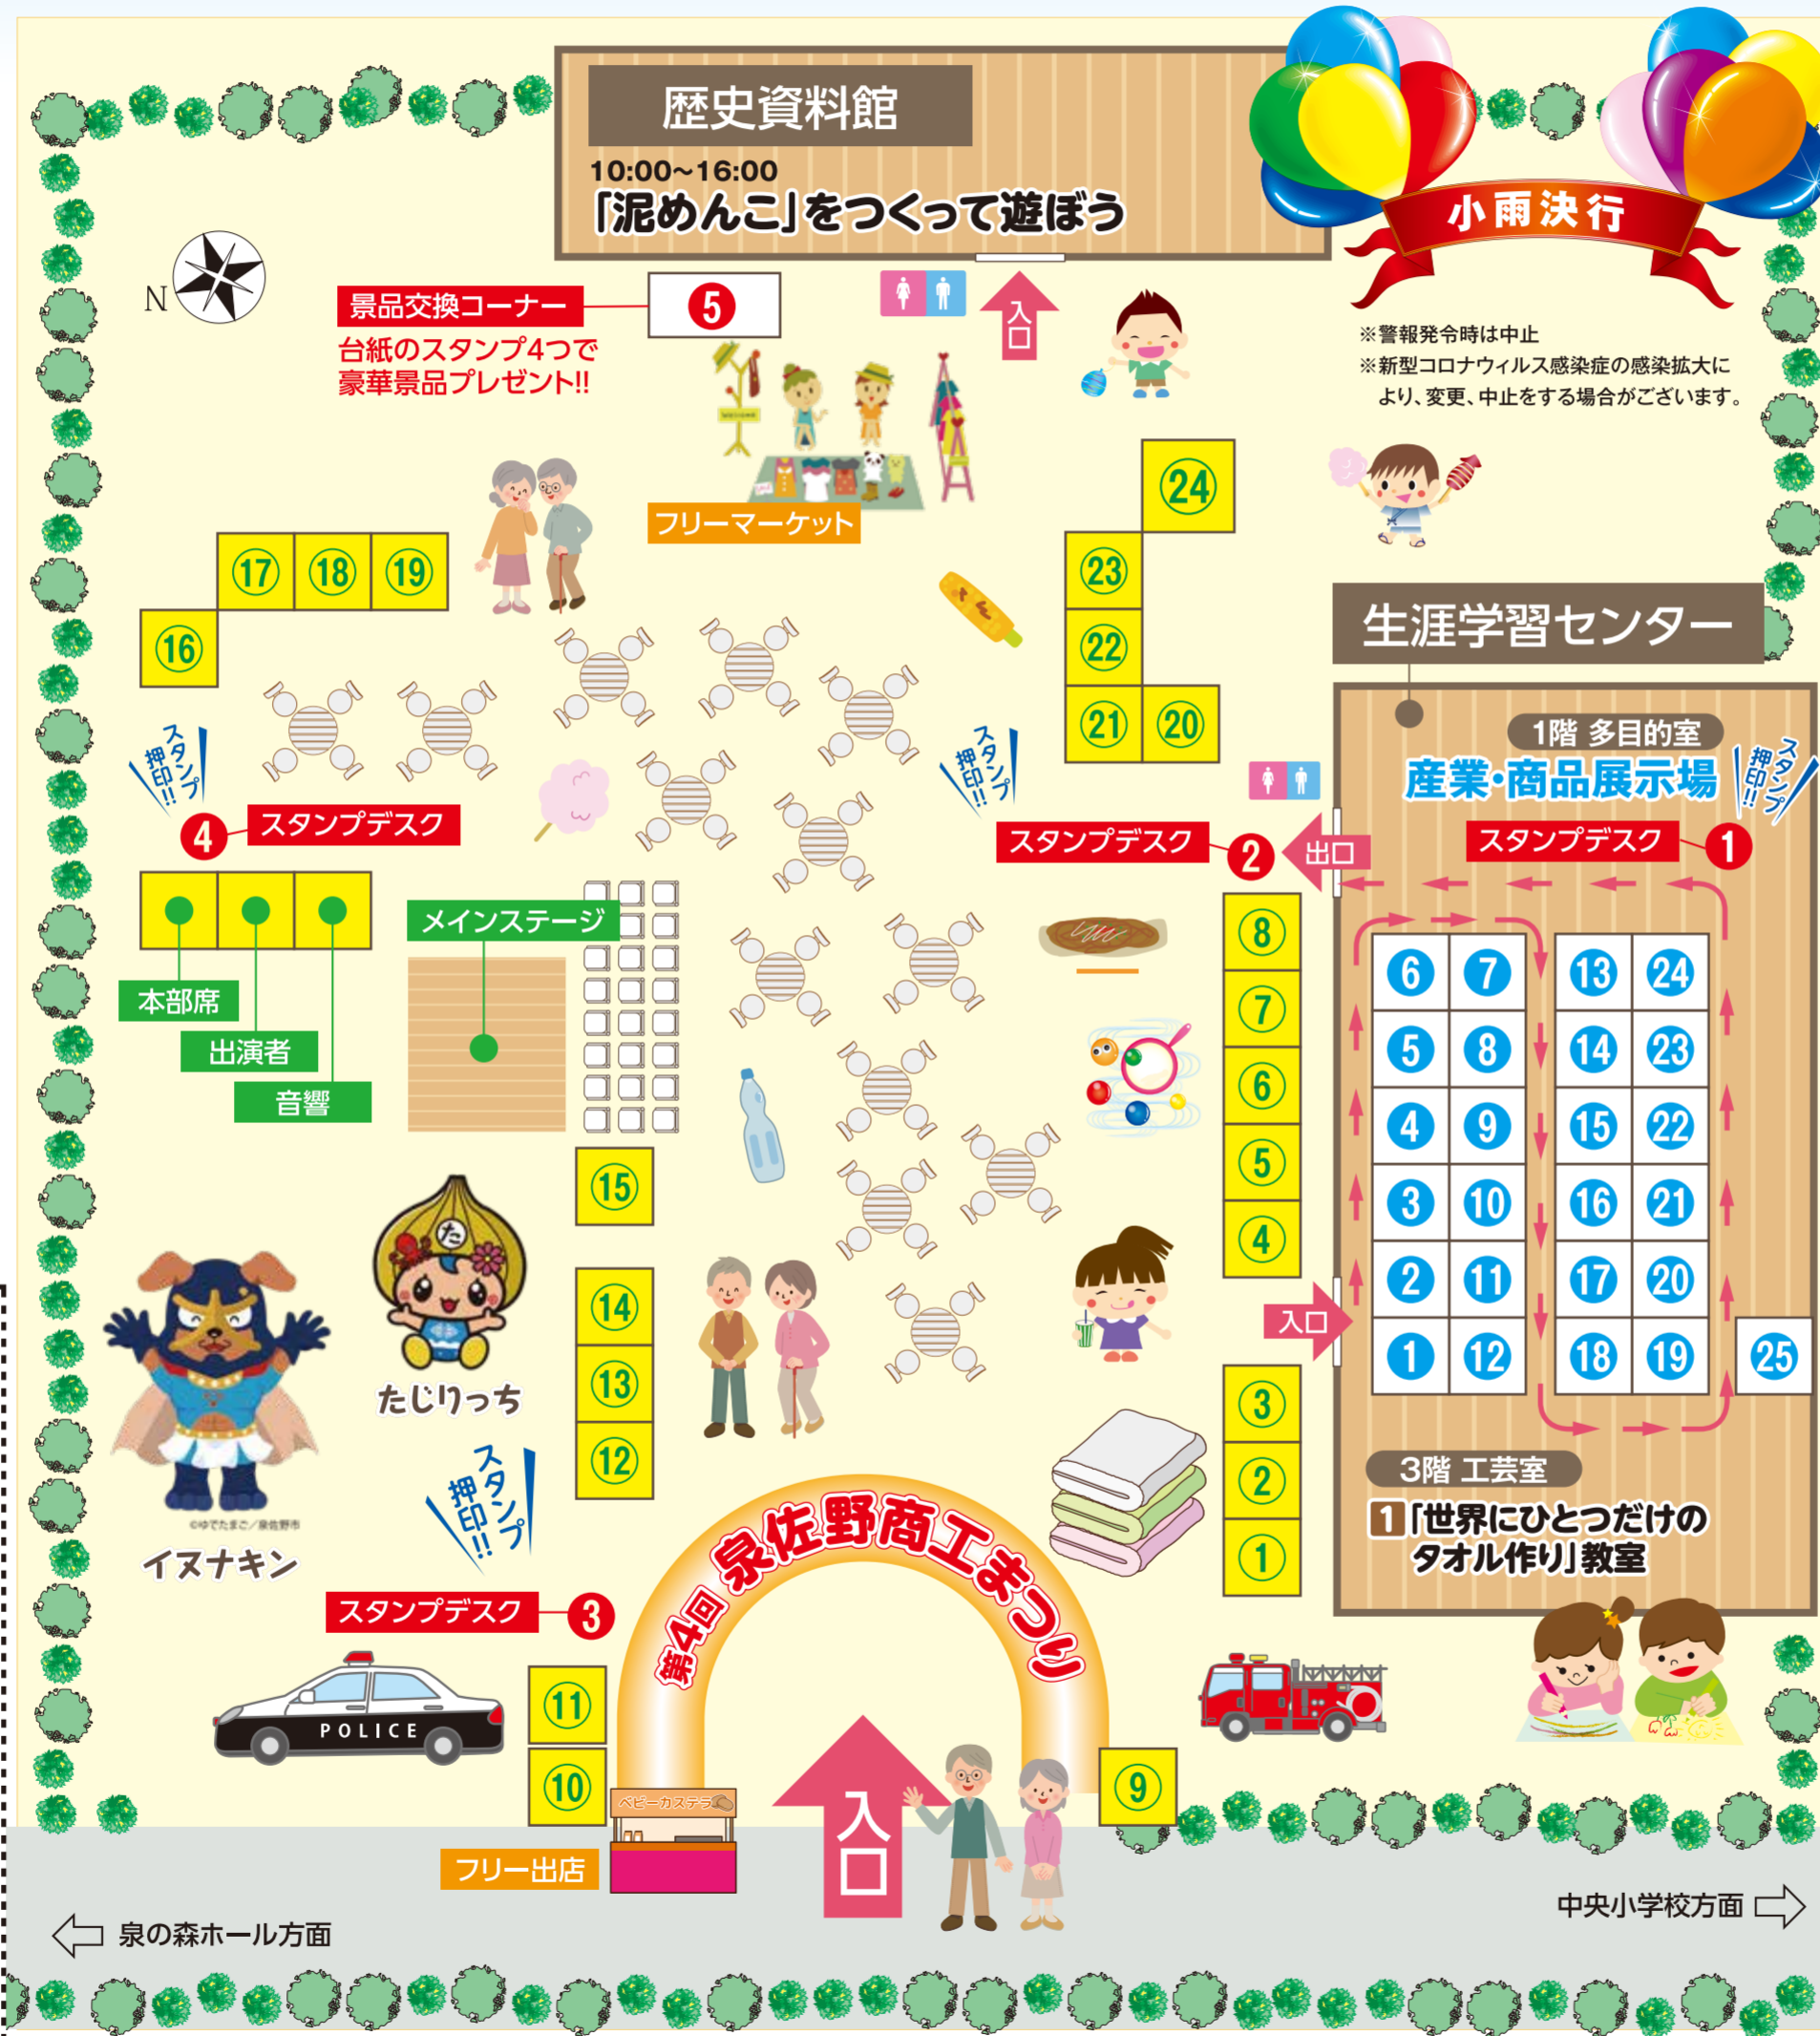 歴史資料館
10:00~16:00
「泥めんこ」をつくって遊ぼう
小雨決行
※警報発令時は中止
※新型コロナウィルス感染症の感染拡大に
より、変更、中止をする場合がございます。
N
景品交換コーナー
5
台紙のスタンプ4つで
豪華景品プレゼント!!
入口
フリーマーケット
24
23
22
21 20
17 18 19
16
スタンプ
押印!!
4
スタンプデスク
本部席
出演者
音響
メインステージ
スタンプ
押印!!
スタンプデスク
2
出口
生涯学習センター
1階 多目的室
産業・商品展示場
スタンプ
押印!!
スタンプデスク
1
6 7 13 24
5 8 14 23
4 9 15 22
3 10 16 21
2 11 17 20
1 12 18 19 25
入口
3階 工芸室
1「世界にひとつだけの
タオル作り」教室
8
7
6
5
4
3
2
1
15
14
13
12
た
たじりっち
©ゆでたまご/泉佐野市
イヌナキン
スタンプ
押印!!
スタンプデスク
3
第4回 泉佐野商工まつり
POLICE
11
10
9
ベビーカステラ
フリー出店
入口
泉の森ホール方面
中央小学校方面